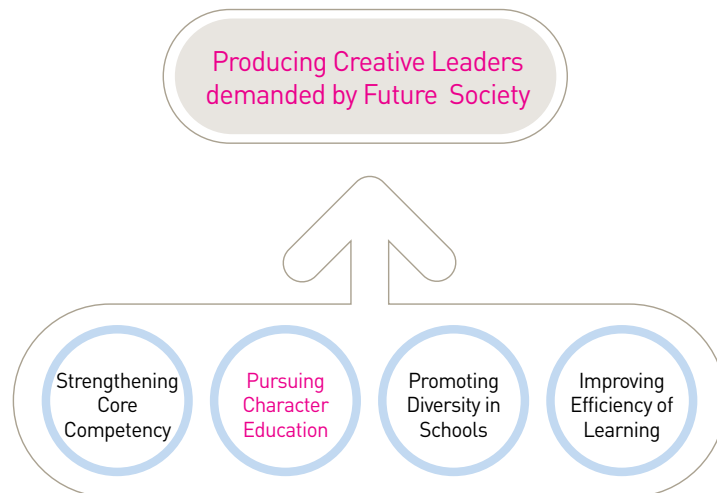 Producing Creative Leaders
demanded by Future Society
Strengthening
Core
Competency
Pursuing
Character
Education
Promoting
Diversity in
Schools
Improving
Efficiency of
Learning